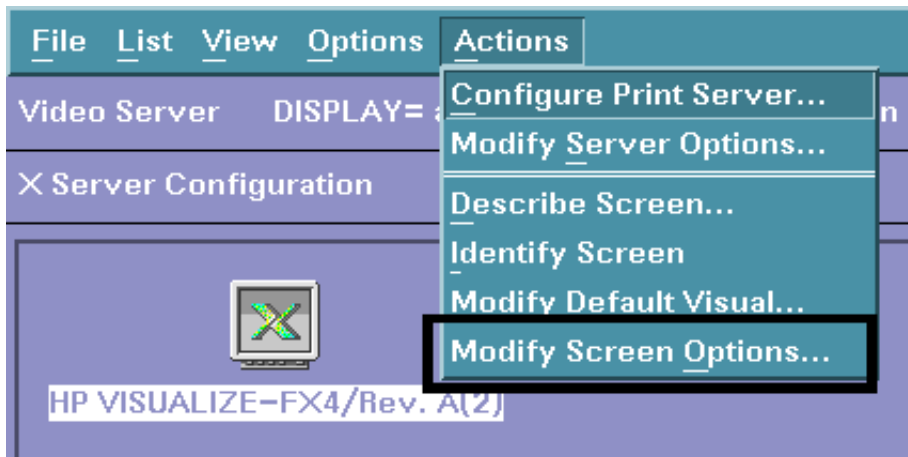 File List View Options Actions
Configure Print Server...
Video Server DISPLAY=
Modify Server Options...
X Server Configuration
Describe Screen...
Identify Screen
Modify Default Visual...
Modify Screen Options...
HP VISUALIZE-FX4/Rev. A(2)